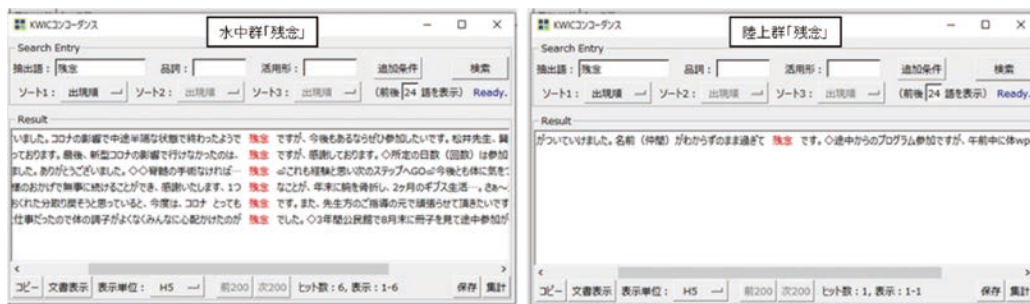 KWICコンコーダンス
水中群「残念」
Search Entry
抽出語： 残念 品詞： 活用形： 追加条件 検索
ソート1： 出現順 ソート2： 出現順 ソート3： 出現順 (前後 24 語を表示) Ready.
Result
いました。コロナの影響で中途半端な状態で終わったようで 残念 ですが、今後もあるならぜひ参加したいです。松井先生、
っております。最後、新型コロナの影響で行けなかったのは、 残念 ですが、感謝しております。◇所定の日数（回数）は参加
ました。ありがとうございました。◇◇脊髄の手術なければ… 残念 これも経験と思い次のステップへGO 今後とも体に気を
様のおかげで無事に続けることができ、感謝いたします、1つ 残念 なことが、年末に腕を骨折し、2ヶ月のギプス生活…。さぁ～
おくれた分取り戻そうと思っていると、今度は、コロナ とっても 残念 です。また、先生方のご指導の元で頑張らせて頂きたいです
仕事だったので体の調子がよくなくみんなに心配かけたのが 残念 でした。◇3年間公民館で8月末に冊子を見て途中参加が
コピー 文書表示 表示単位： H5 前200 次200 ヒット数：6, 表示：1-6 保存 集計
KWICコンコーダンス
陸上群「残念」
Search Entry
抽出語： 残念 品詞： 活用形： 追加条件 検索
ソート1： 出現順 ソート2： 出現順 ソート3： 出現順 (前後 24 語を表示) Ready.
Result
がついていけました。名前（仲間）がわからずのまま過ぎて 残念 です。◇途中からのプログラム参加ですが、午前中に体wp
コピー 文書表示 表示単位： H5 前200 次200 ヒット数：1, 表示：1-1 保存 集計